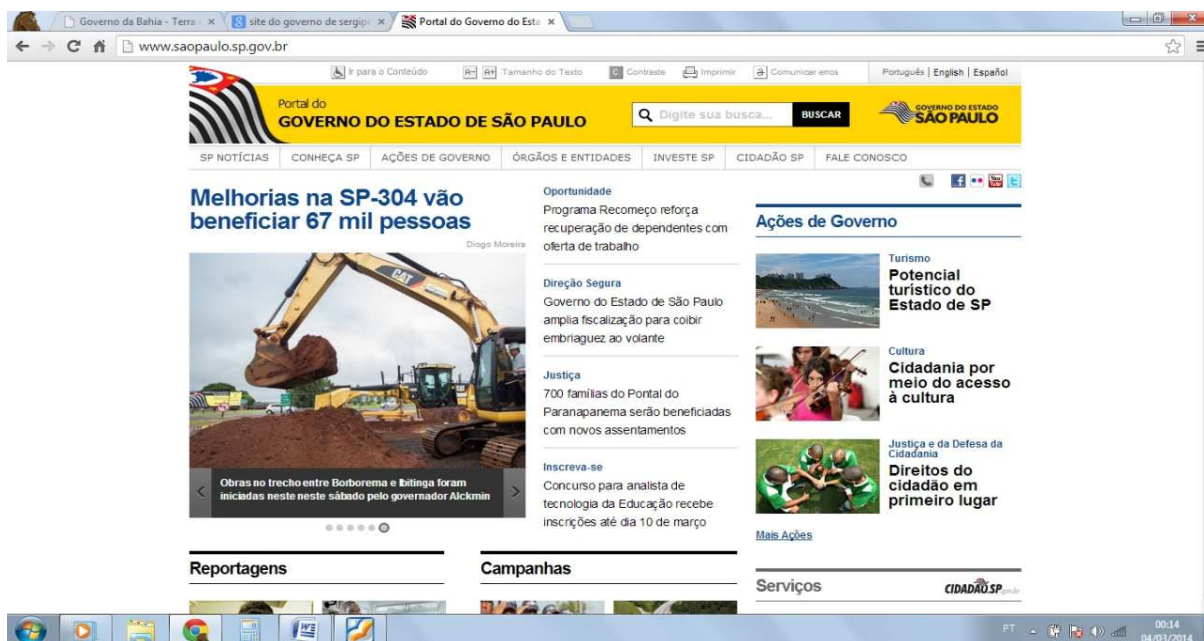 Governo da Bahia - Terra
site do governo de sergip
Portal do Governo do Esta
www.saopaulo.sp.gov.br
Ir para o Conteúdo
A- A+ Tamanho do Texto
C Contraste
Imprimir
Comunicar erros
Português | English | Español
Portal do
GOVERNO DO ESTADO DE SÃO PAULO
Digite sua busca...
BUSCAR
GOVERNO DO ESTADO
SÃO PAULO
SP NOTÍCIAS
CONHEÇA SP
AÇÕES DE GOVERNO
ÓRGÃOS E ENTIDADES
INVESTE SP
CIDADÃO SP
FALE CONOSCO
Melhorias na SP-304 vão
beneficiar 67 mil pessoas
Diogo Moreira
CAT
Obras no trecho entre Borborema e Ibitinga foram
iniciadas neste neste sábado pelo governador Alckmin
Oportunidade
Programa Recomeço reforça
recuperação de dependentes com
oferta de trabalho
Direção Segura
Governo do Estado de São Paulo
amplia fiscalização para coibir
embriaguez ao volante
Justiça
700 famílias do Pontal do
Paranapanema serão beneficiadas
com novos assentamentos
Inscreva-se
Concurso para analista de
tecnologia da Educação recebe
inscrições até dia 10 de março
You Tube
Ações de Governo
Turismo
Potencial
turístico do
Estado de SP
Cultura
Cidadania por
meio do acesso
à cultura
Justiça e da Defesa da
Cidadania
Direitos do
cidadão em
primeiro lugar
Mais Ações
Reportagens
Campanhas
Serviços
CIDADÃO.SP
PT
00:14
04/03/2014